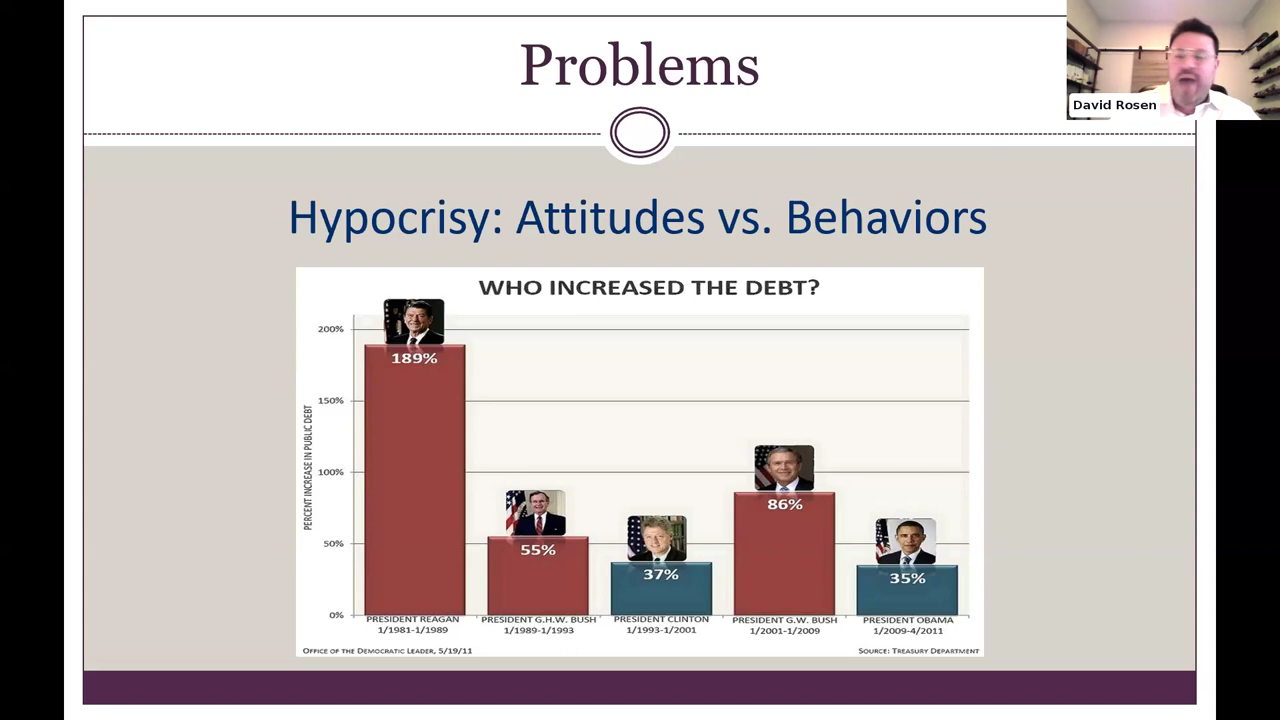 Problems
David Rosen
Hypocrisy: Attitudes vs. Behaviors
WHO INCREASED THE DEBT?
PERCENT INCREASE IN PUBLIC DEBT
200%
150%
100%
50%
0%
189%
55%
37%
86%
35%
PRESIDENT REAGAN
1/1981-1/1989
PRESIDENT G.H.W. BUSH
1/1989-1/1993
PRESIDENT CLINTON
1/1993-1/2001
PRESIDENT G.W. BUSH
1/2001-1/2009
PRESIDENT OBAMA
1/2009-4/2011
OFFICE OF THE DEMOCRATIC LEADER, 5/19/11
SOURCE: TREASURY DEPARTMENT